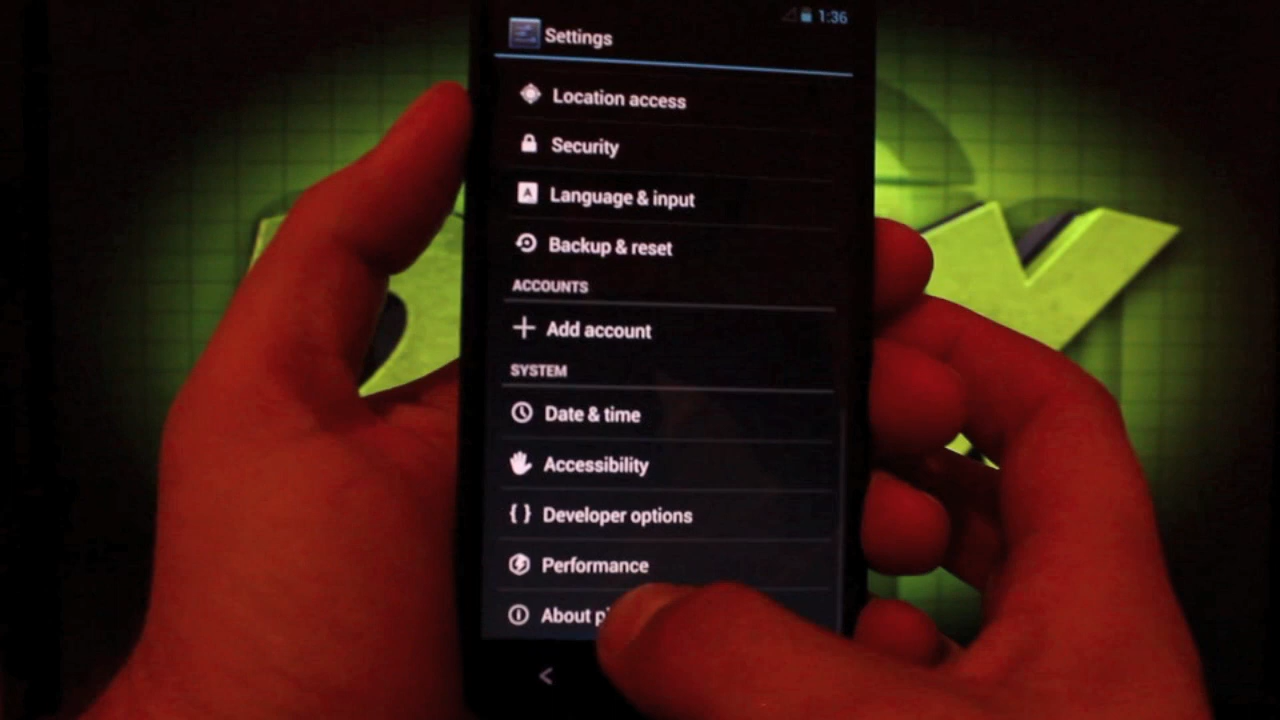 1:36
Settings
Location access
Security
Language & input
Backup & reset
ACCOUNTS
Add account
SYSTEM
Date & time
Accessibility
{ } Developer options
Performance
About